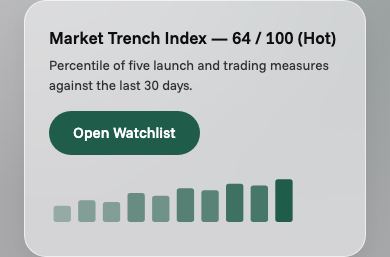 Market Trench Index — 64 / 100 (Hot)
Percentile of five launch and trading measures
against the last 30 days.
Open Watchlist